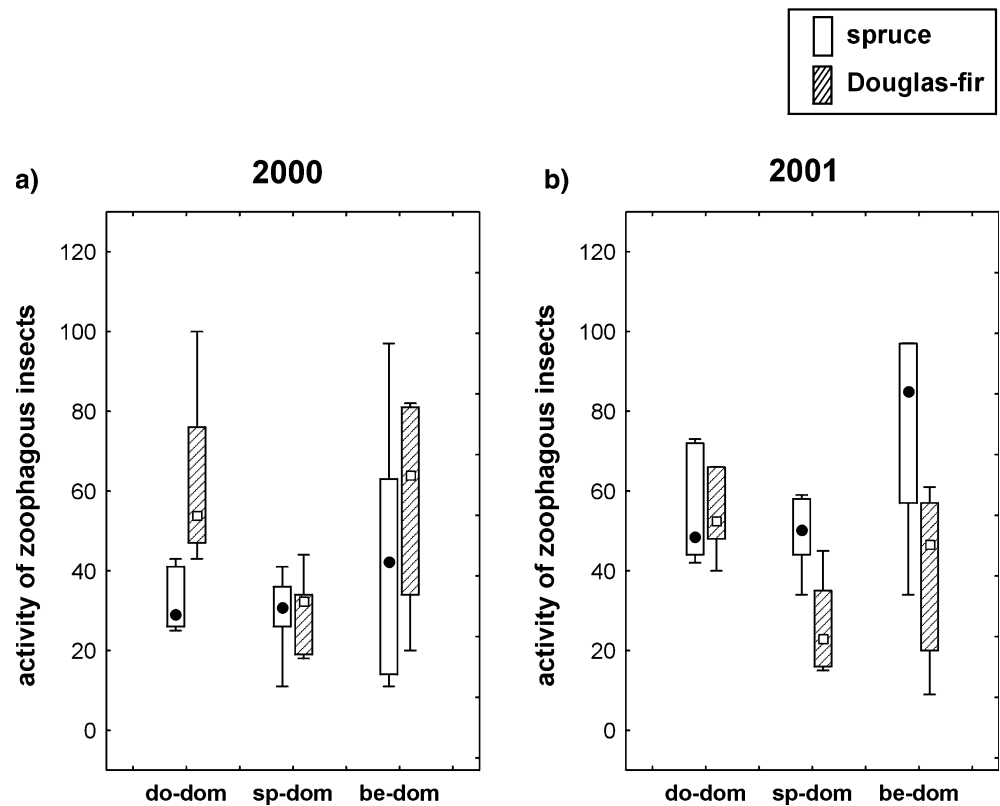 spruce
Douglas-fir
a)
2000
b)
2001
activity of zoophagous insects
120
100
80
60
40
20
0
do-dom sp-dom be-dom
activity of zoophagous insects
120
100
80
60
40
20
0
do-dom sp-dom be-dom